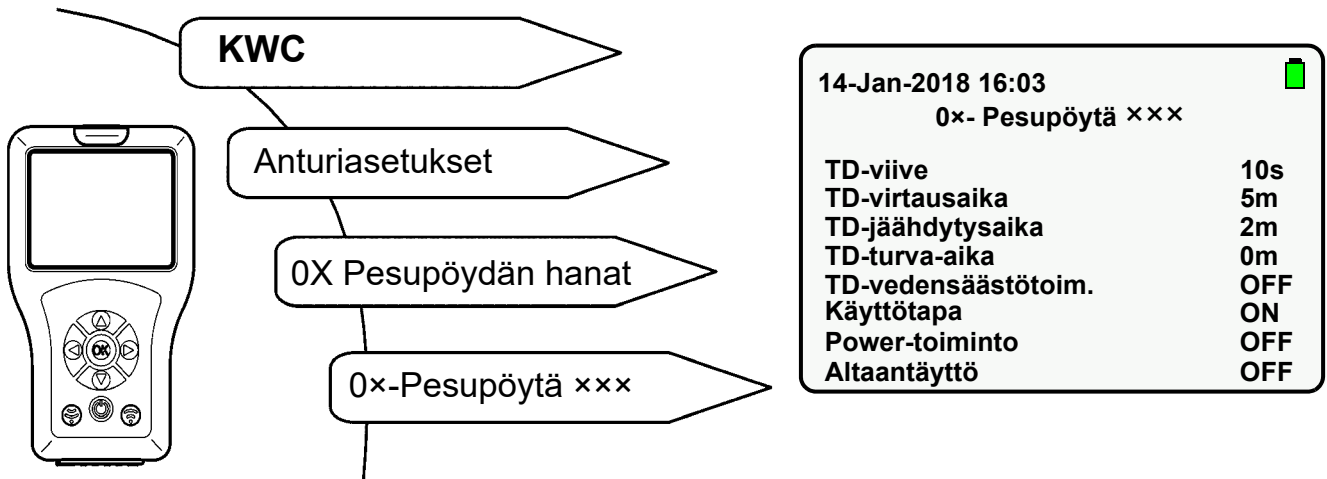 KWC
Anturiasetukset
0X Pesupöydän hanat
0×-Pesupöytä ×××
OK
14-Jan-2018 16:03
0×- Pesupöytä ×××
TD-viive 10s
TD-virtausaika 5m
TD-jäähdytysaika 2m
TD-turva-aika 0m
TD-vedensäästötoim. OFF
Käyttötapa ON
Power-toiminto OFF
Altaantäyttö OFF